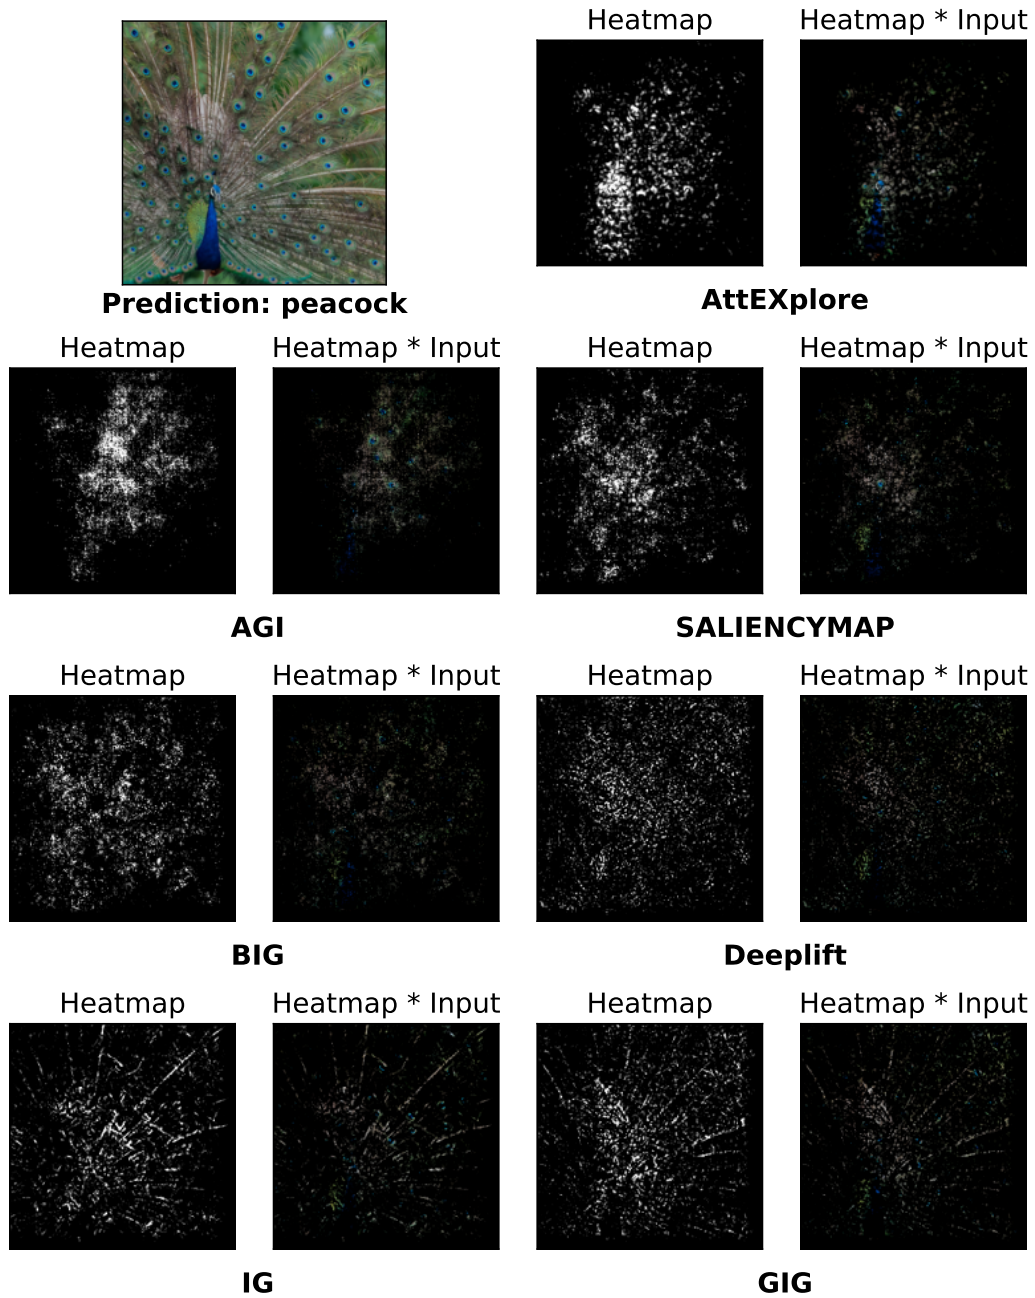 Heatmap Heatmap * Input
Prediction: peacock
AttEXplore
Heatmap Heatmap * Input Heatmap Heatmap * Input
AGI SALIENCYMAP
Heatmap Heatmap * Input Heatmap Heatmap * Input
BIG Deeplift
Heatmap Heatmap * Input Heatmap Heatmap * Input
IG GIG